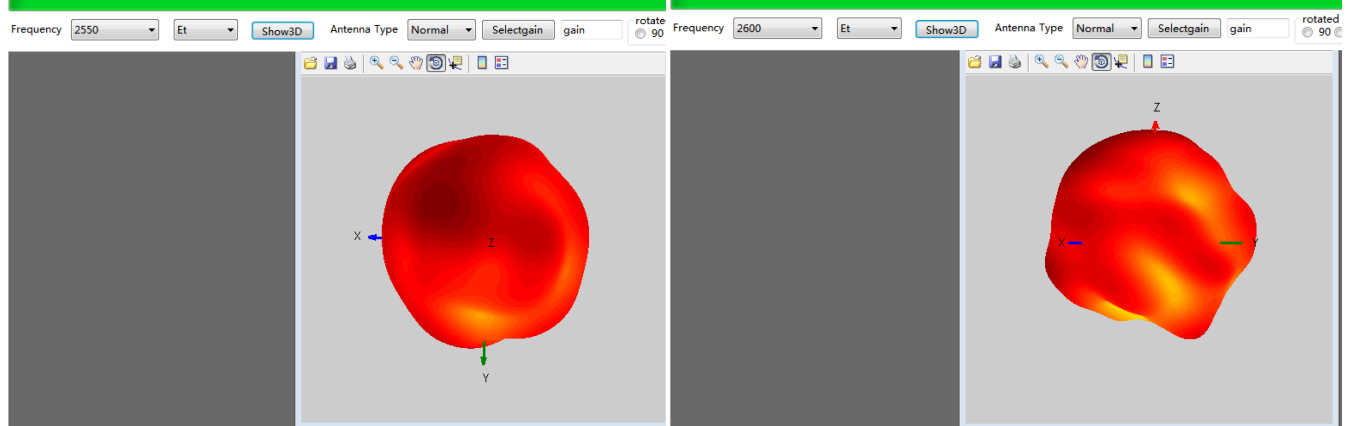 Frequency 2550 Et Show3D Antenna Type Normal Selectgain gain rotated
90
X
Z
Y
Frequency 2600 Et Show3D Antenna Type Normal Selectgain gain rotated
90
Z
X
Y